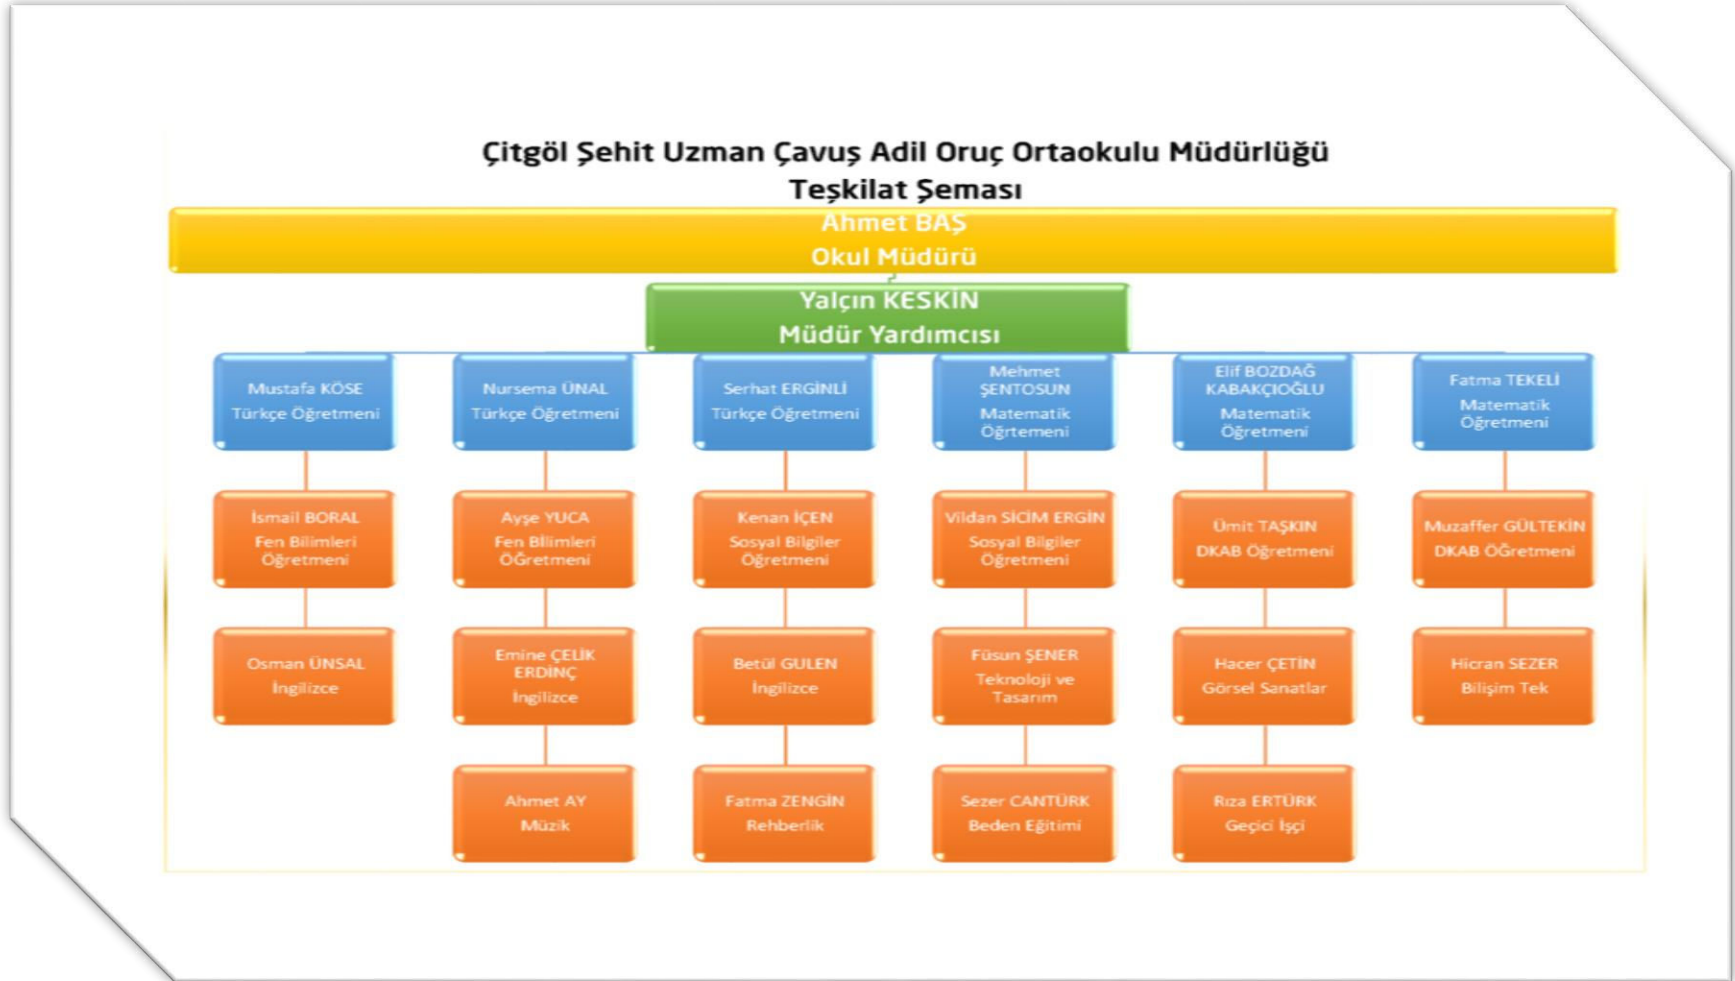 Çitgöl Şehit Uzman Çavuş Adil Oruç Ortaokulu Müdürlüğü
Teşkilat Şeması
Ahmet BAŞ
Okul Müdürü
Yalçın KESKİN
Müdür Yardımcısı
Mustafa KÖSE
Türkçe Öğretmeni
Nursema ÜNAL
Türkçe Öğretmeni
Serhat ERGİNLİ
Türkçe Öğretmeni
Mehmet
ŞENTOSUN
Matematik
Öğrtemeni
Elif BOZDAĞ
KABAKÇIOĞLU
Matematik
Öğretmeni
Fatma TEKELİ
Matematik
Öğretmeni
İsmail BORAL
Fen Bilimleri
Öğretmeni
Ayşe YUCA
Fen Bİlimleri
ÖĞretmeni
Kenan İÇEN
Sosyal Bilgiler
Öğretmeni
Vildan SİCİM ERGİN
Sosyal Bilgiler
Öğretmeni
Ümit TAŞKIN
DKAB Öğretmeni
Muzaffer GÜLTEKİN
DKAB ÖĞretmeni
Osman ÜNSAL
İngilizce
Emine ÇELİK
ERDİNÇ
İngilizce
Betül GULEN
İngilizce
Füsun ŞENER
Teknoloji ve
Tasarım
Hacer ÇETİN
Görsel Sanatlar
Hicran SEZER
Bilişim Tek
Ahmet AY
Müzik
Fatma ZENGİN
Rehberlik
Sezer CANTÜRK
Beden Eğitimi
Rıza ERTÜRK
Geçici İşçi